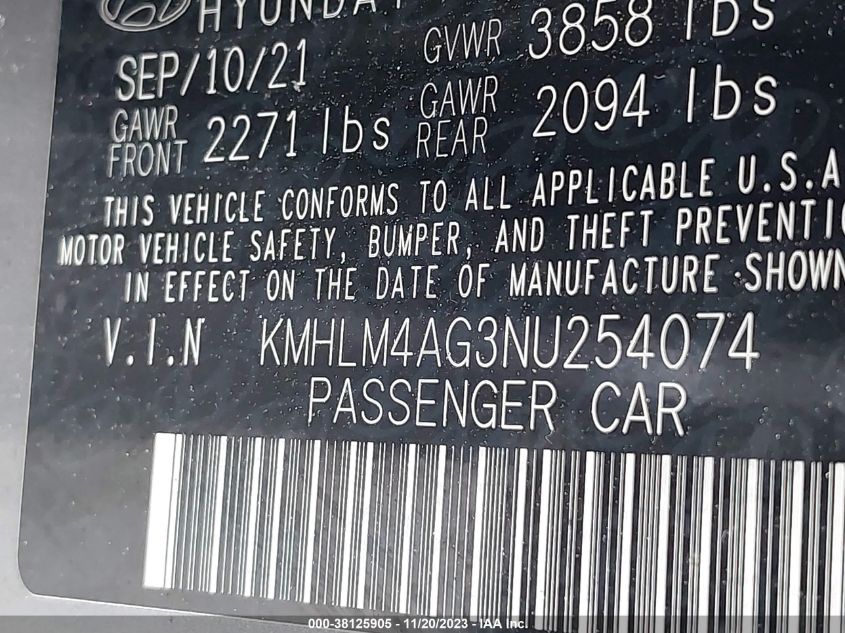 HYUNDAI
SEP/10/21 GVWR 3858 lbs
GAWR FRONT 2271 lbs GAWR REAR 2094 lbs
THIS VEHICLE CONFORMS TO ALL APPLICABLE U.S.A
MOTOR VEHICLE SAFETY, BUMPER, AND THEFT PREVENTIO
IN EFFECT ON THE DATE OF MANUFACTURE SHOWN
V.I.N KMHLM4AG3NU254074
PASSENGER CAR
000-38125905 - 11/20/2023 - IAA, Inc.